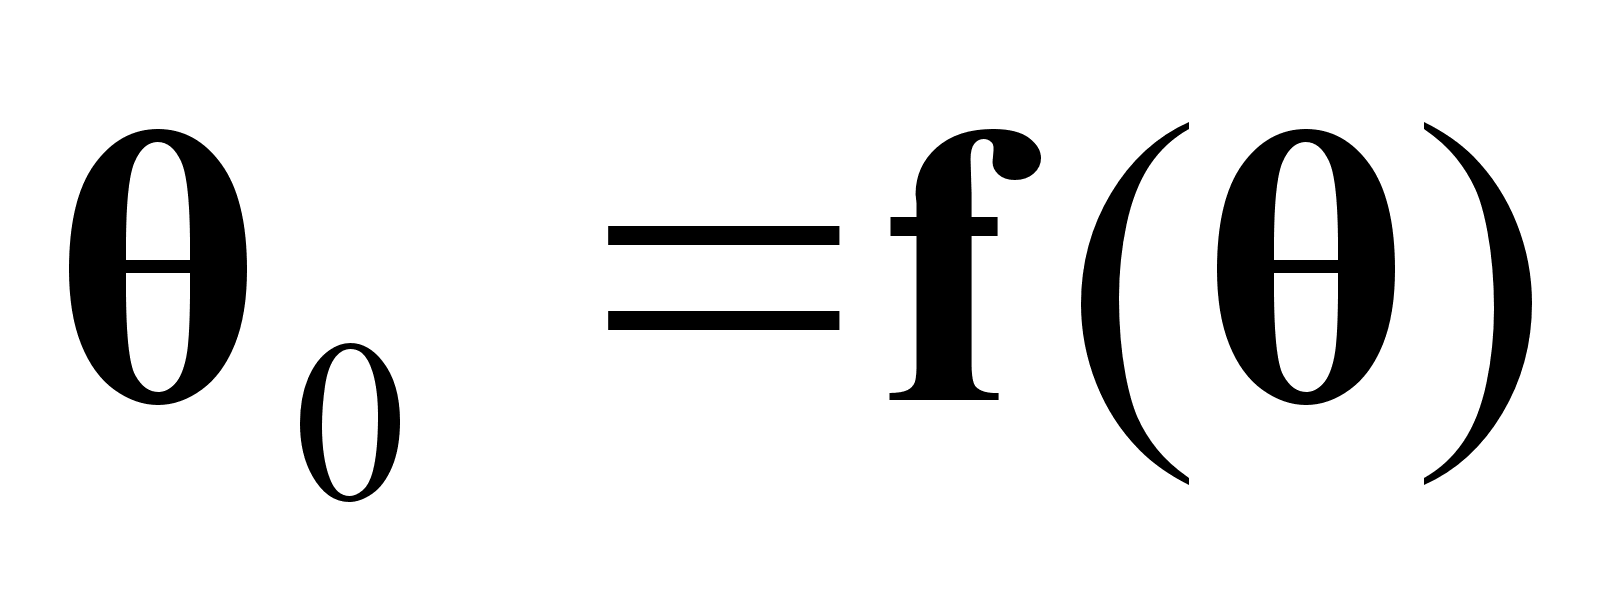 θ₀ = f(θ)